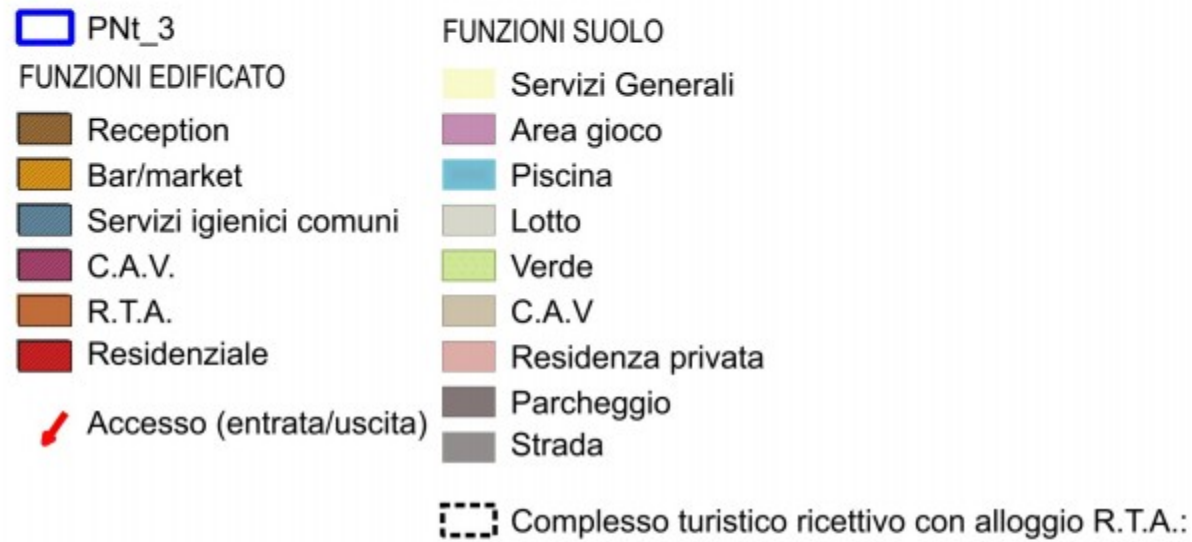 PNt_3
FUNZIONI EDIFICATO
Reception
Bar/market
Servizi igienici comuni
C.A.V.
R.T.A.
Residenziale
Accesso (entrata/uscita)
FUNZIONI SUOLO
Servizi Generali
Area gioco
Piscina
Lotto
Verde
C.A.V
Residenza privata
Parcheggio
Strada
Complesso turistico ricettivo con alloggio R.T.A.: